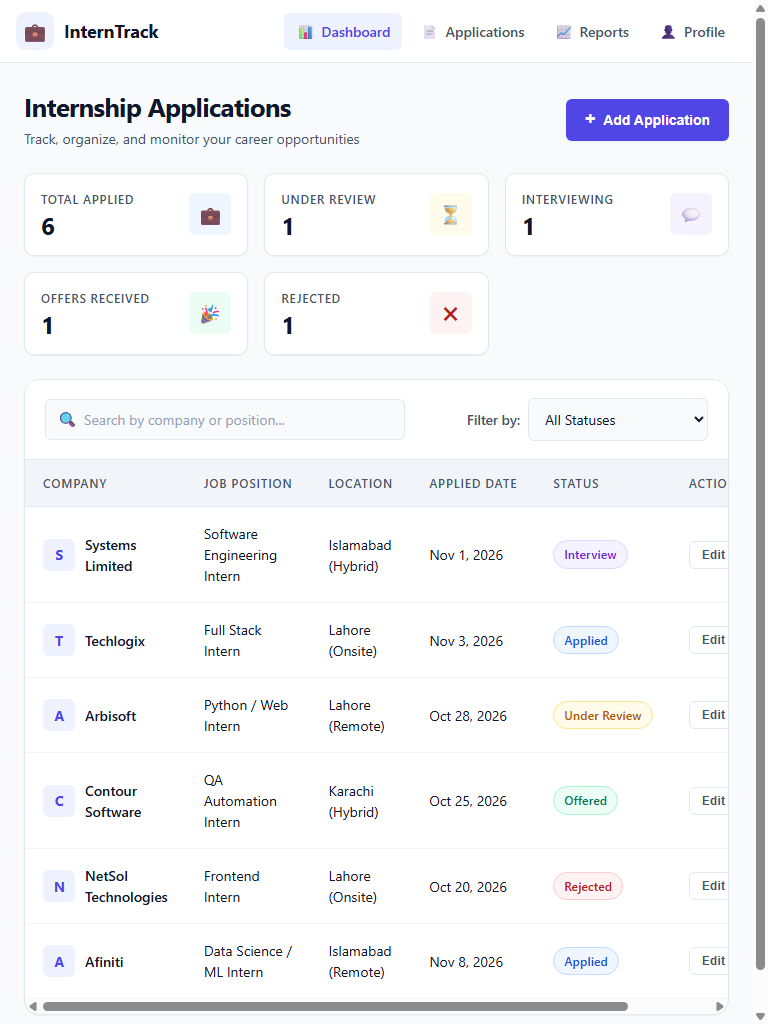 InternTrack
Dashboard
Applications
Reports
Profile
Internship Applications
Track, organize, and monitor your career opportunities
+ Add Application
TOTAL APPLIED
6
UNDER REVIEW
1
INTERVIEWING
1
OFFERS RECEIVED
1
REJECTED
1
Search by company or position...
Filter by:
All Statuses
COMPANY JOB POSITION LOCATION APPLIED DATE STATUS ACTIO
S
Systems
Limited
Software
Engineering
Intern
Islamabad
(Hybrid)
Nov 1, 2026
Interview
Edit
T
Techlogix
Full Stack
Intern
Lahore
(Onsite)
Nov 3, 2026
Applied
Edit
A
Arbisoft
Python / Web
Intern
Lahore
(Remote)
Oct 28, 2026
Under Review
Edit
C
Contour
Software
QA
Automation
Intern
Karachi
(Hybrid)
Oct 25, 2026
Offered
Edit
N
NetSol
Technologies
Frontend
Intern
Lahore
(Onsite)
Oct 20, 2026
Rejected
Edit
A
Afiniti
Data Science /
ML Intern
Islamabad
(Remote)
Nov 8, 2026
Applied
Edit